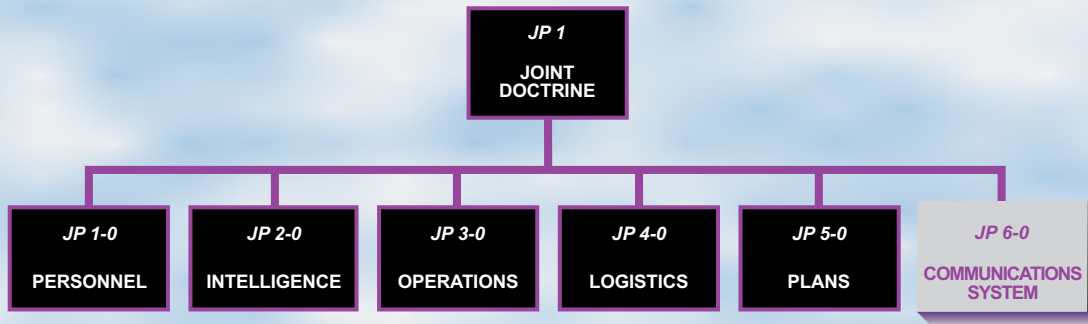 JP 1
JOINT
DOCTRINE
JP 1-0
PERSONNEL
JP 2-0
INTELLIGENCE
JP 3-0
OPERATIONS
JP 4-0
LOGISTICS
JP 5-0
PLANS
JP 6-0
COMMUNICATIONS
SYSTEM